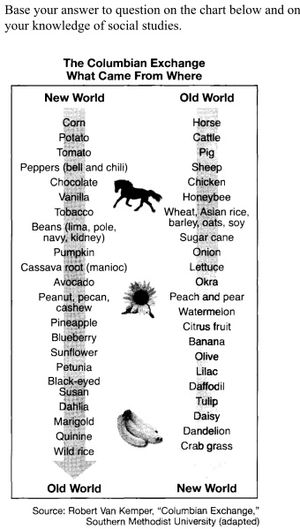 Base your answer to question on the chart below and on
your knowledge of social studies.
The Columbian Exchange
What Came From Where
New World
Corn
Potato
Tomato
Peppers (bell and chili)
Chocolate
Vanilla
Tobacco
Beans (lima, pole,
navy, kidney)
Pumpkin
Cassava root (manioc)
Avocado
Peanut, pecan,
cashew
Pineapple
Blueberry
Sunflower
Petunia
Black-eyed
Susan
Dahlia
Marigold
Quinine
Wild rice
Old World
Old World
Horse
Cattle
Pig
Sheep
Chicken
Honeybee
Wheat, Asian rice,
barley, oats, soy
Sugar cane
Onion
Lettuce
Okra
Peach and pear
Watermelon
Citrus fruit
Banana
Olive
Lilac
Daffodil
Tulip
Daisy
Dandelion
Crab grass
New World
Source: Robert Van Kemper, “Columbian Exchange,”
Southern Methodist University (adapted)